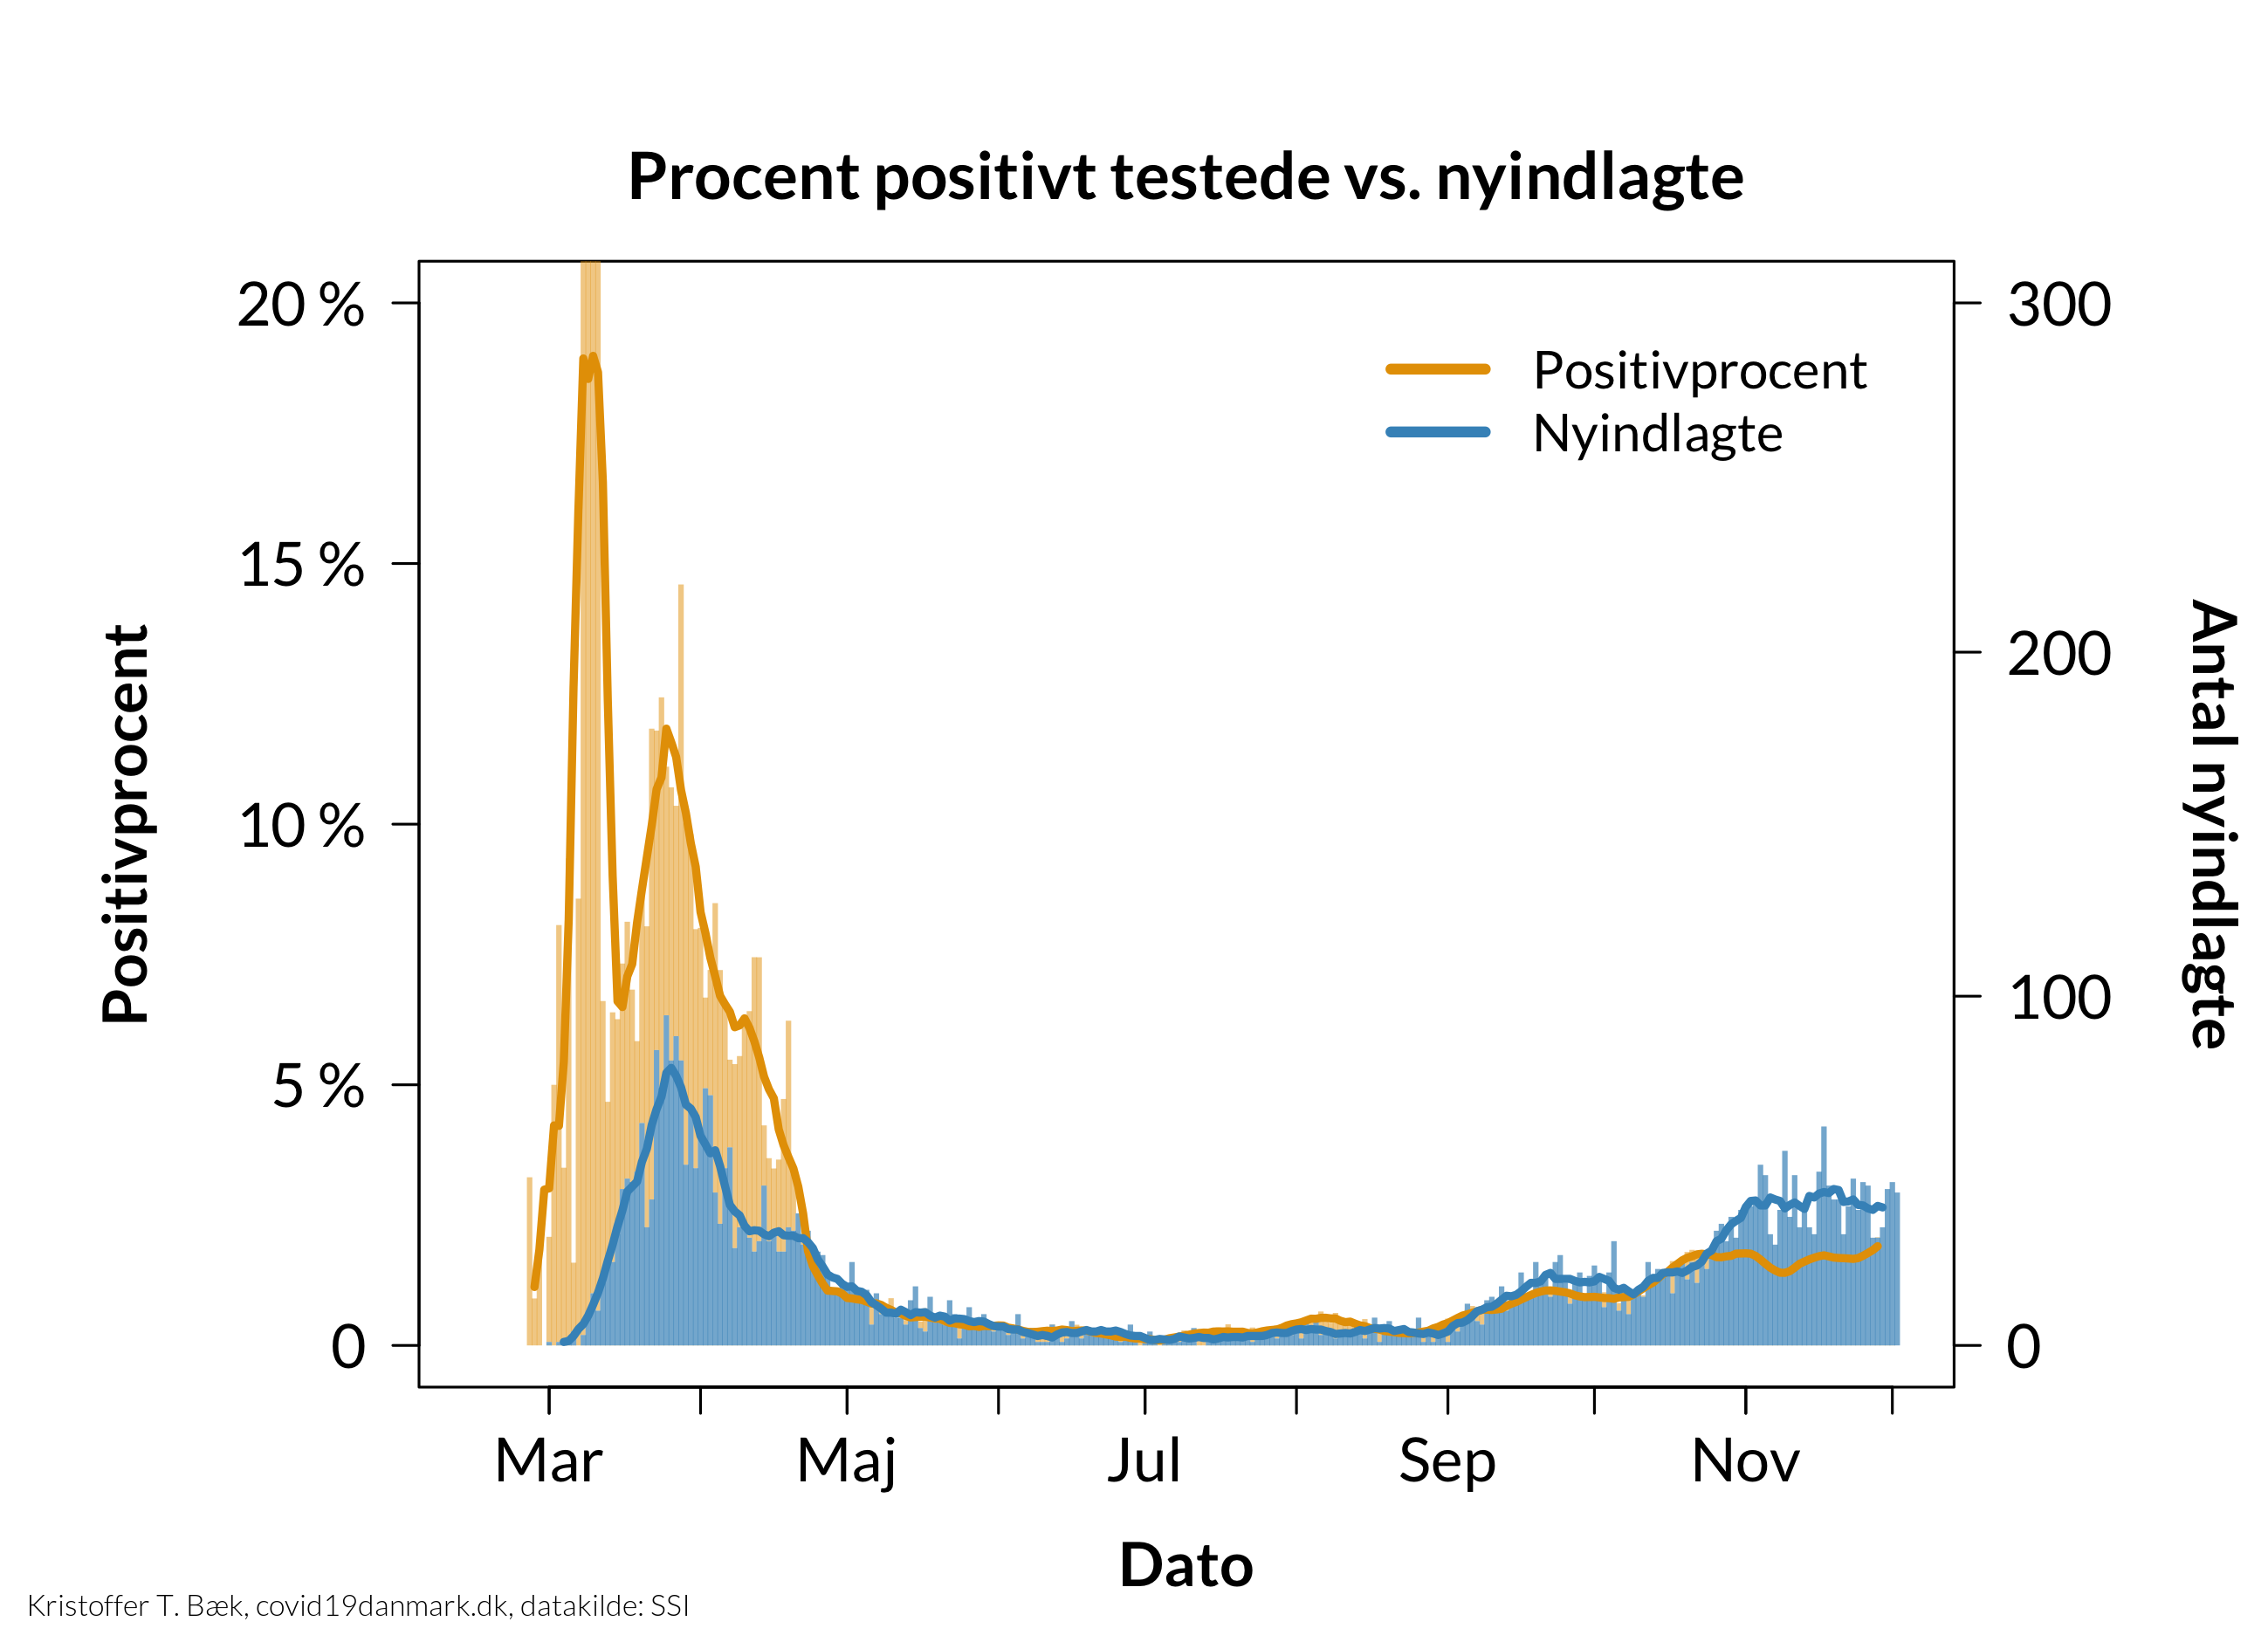 Procent positivt testede vs. nyindlagte
20 %
15 %
10 %
5 %
0
Positivprocent
300
200
100
0
Antal nyindlagte
Positivprocent
Nyindlagte
Mar Maj Jul Sep Nov
Dato
Kristoffer T. Bæk, covid19danmark.dk, datakilde: SSI